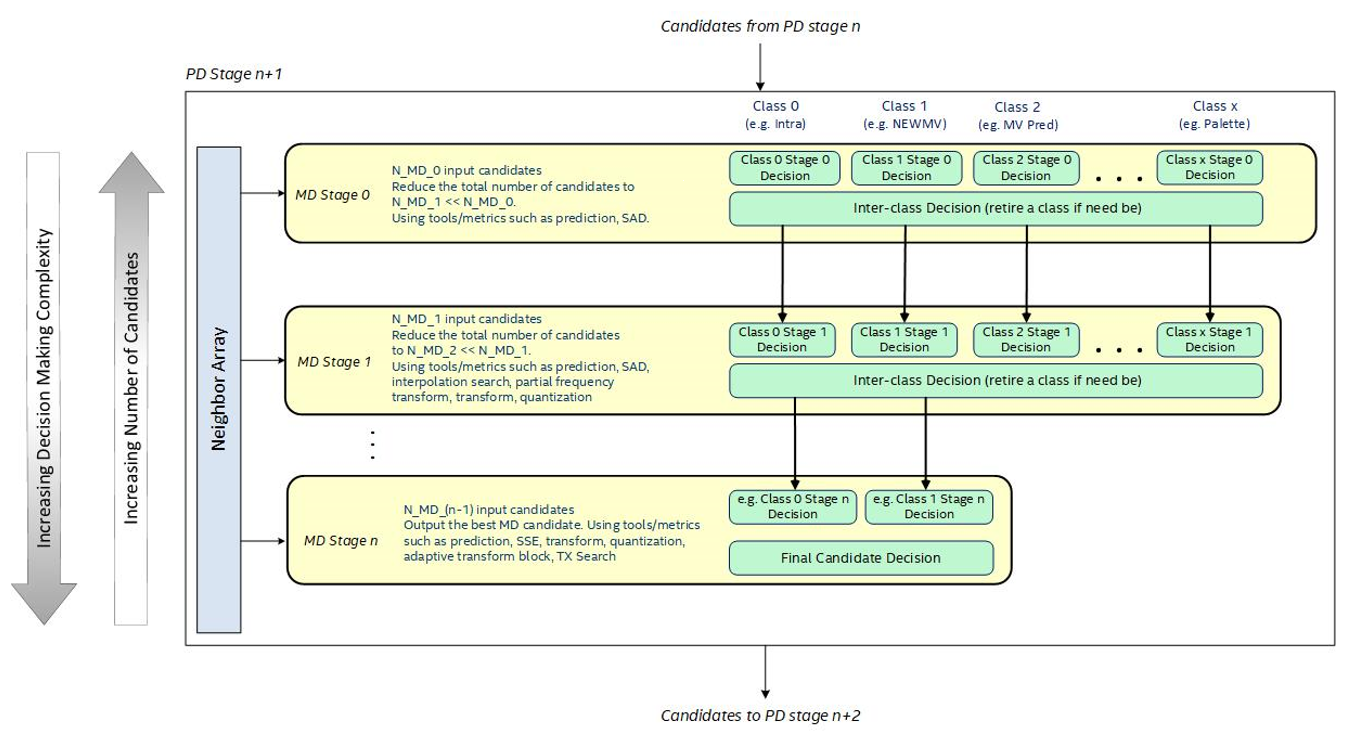 Candidates from PD stage n
PD Stage n+1
Class 0
(e.g. Intra)
Class 1
(e.g. NEWMV)
Class 2
(eg. MV Pred)
Class x
(eg. Palette)
Increasing Decision Making Complexity
Increasing Number of Candidates
Neighbor Array
MD Stage 0
N_MD_0 input candidates
Reduce the total number of candidates to
N_MD_1 << N_MD_0.
Using tools/metrics such as prediction, SAD.
Class 0 Stage 0
Decision
Class 1 Stage 0
Decision
Class 2 Stage 0
Decision
. . .
Class x Stage 0
Decision
Inter-class Decision (retire a class if need be)
MD Stage 1
N_MD_1 input candidates
Reduce the total number of candidates
to N_MD_2 << N_MD_1.
Using tools/metrics such as prediction, SAD,
interpolation search, partial frequency
transform, transform, quantization
Class 0 Stage 1
Decision
Class 1 Stage 1
Decision
Class 2 Stage 1
Decision
. . .
Class x Stage 1
Decision
Inter-class Decision (retire a class if need be)
MD Stage n
N_MD_(n-1) input candidates
Output the best MD candidate. Using tools/metrics
such as prediction, SSE, transform, quantization,
adaptive transform block, TX Search
e.g. Class 0 Stage n
Decision
e.g. Class 1 Stage n
Decision
Final Candidate Decision
Candidates to PD stage n+2